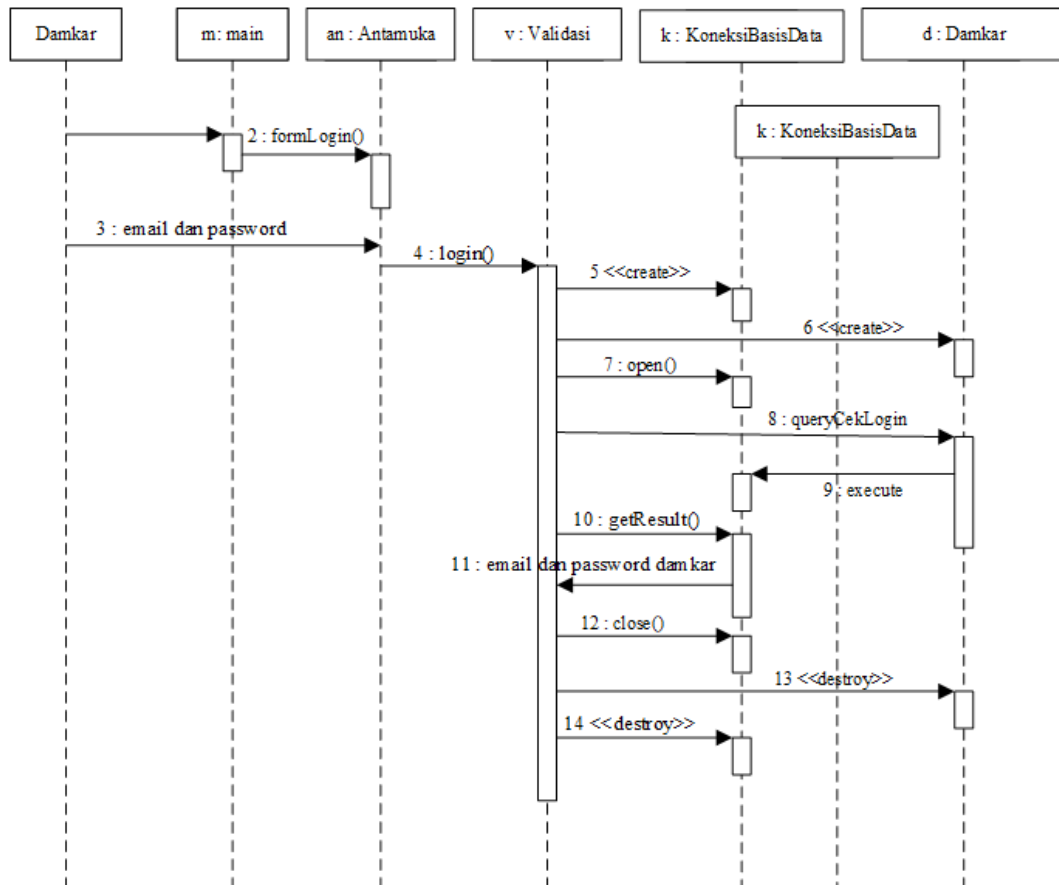 Damkar
m: main
an : Antamuka
v : Validasi
k : KoneksiBasisData
d : Damkar
k : KoneksiBasisData
2 : formLogin()
3 : email dan password
4 : login()
5 <<create>>
6 <<create>>
7 : open()
8 : queryCekLogin
9 : execute
10 : getResult()
11 : email dan password damkar
12 : close()
13 <<destroy>>
14 <<destroy>>